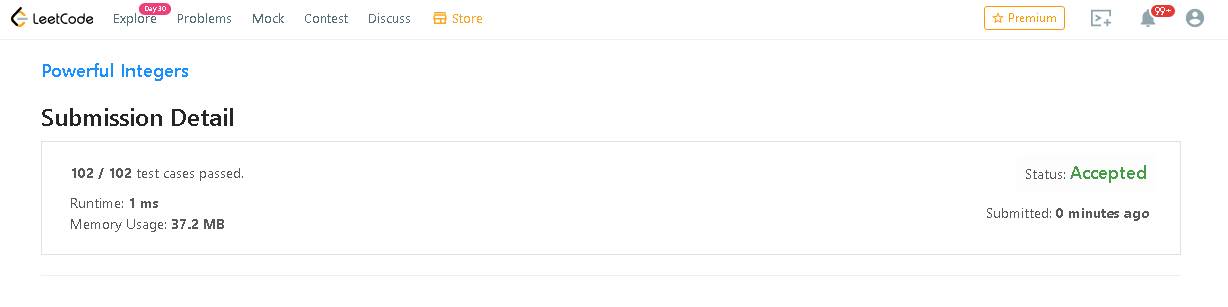 LeetCode Explore Day 30 Problems Mock Contest Discuss Store Premium 99+
Powerful Integers
Submission Detail
102 / 102 test cases passed. Status: Accepted
Runtime: 1 ms
Submitted: 0 minutes ago
Memory Usage: 37.2 MB